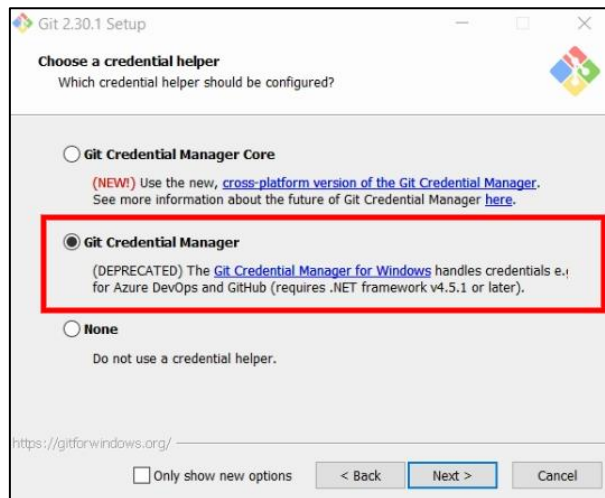 Git 2.30.1 Setup
Choose a credential helper
Which credential helper should be configured?
Git Credential Manager Core
(NEW!) Use the new, cross-platform version of the Git Credential Manager.
See more information about the future of Git Credential Manager here.
Git Credential Manager
(DEPRECATED) The Git Credential Manager for Windows handles credentials e.g
for Azure DevOps and GitHub (requires .NET framework v4.5.1 or later).
None
Do not use a credential helper.
https://gitforwindows.org/
Only show new options < Back Next > Cancel